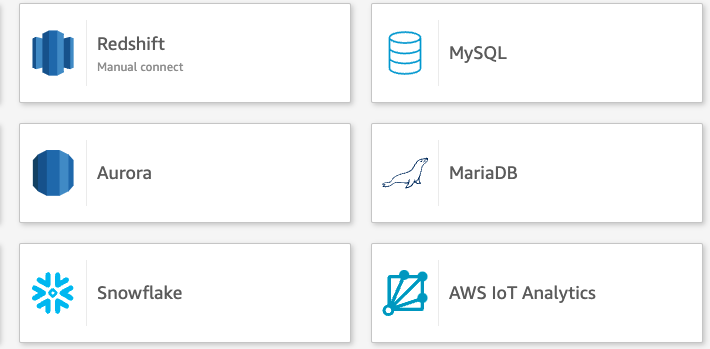 Redshift
Manual connect
MySQL
Aurora
MariaDB
Snowflake
AWS IoT Analytics